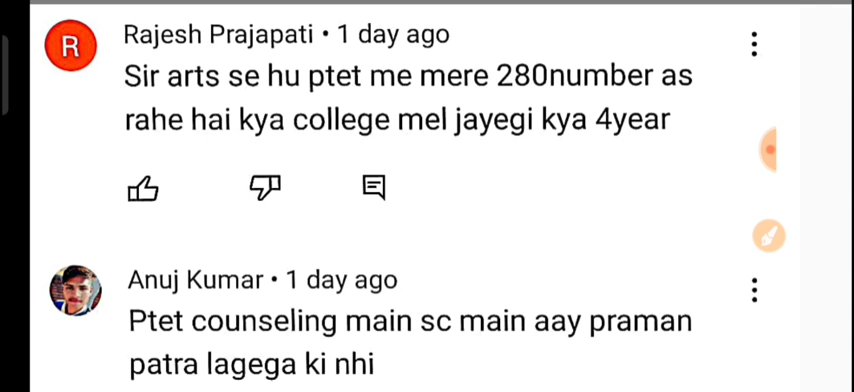 R
Rajesh Prajapati • 1 day ago
Sir arts se hu ptet me mere 280number as
rahe hai kya college mel jayegi kya 4year
Anuj Kumar • 1 day ago
Ptet counseling main sc main aay praman
patra lagega ki nhi